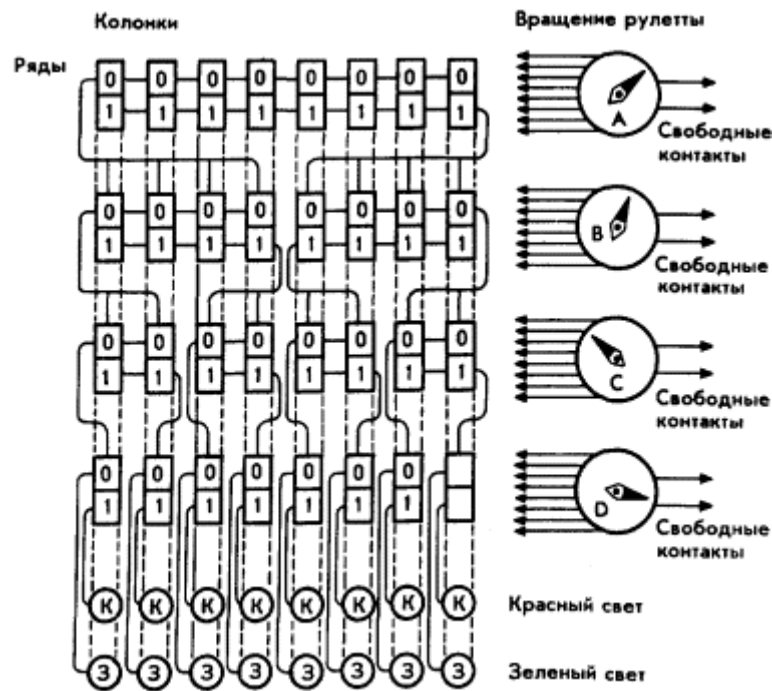 Колонки
Вращение рулетты
Ряды
0 0 0 0 0 0 0 0
1 1 1 1 1 1 1 1
A
Свободные
контакты
0 0 0 0 0 0 0 0
1 1 1 1 1 1 1 1
B
Свободные
контакты
0 0 0 0 0 0 0 0
1 1 1 1 1 1 1 1
C
Свободные
контакты
0 0 0 0 0 0 0
1 1 1 1 1 1 1
D
Свободные
контакты
К К К К К К К К
Красный свет
З З З З З З З З
Зеленый свет